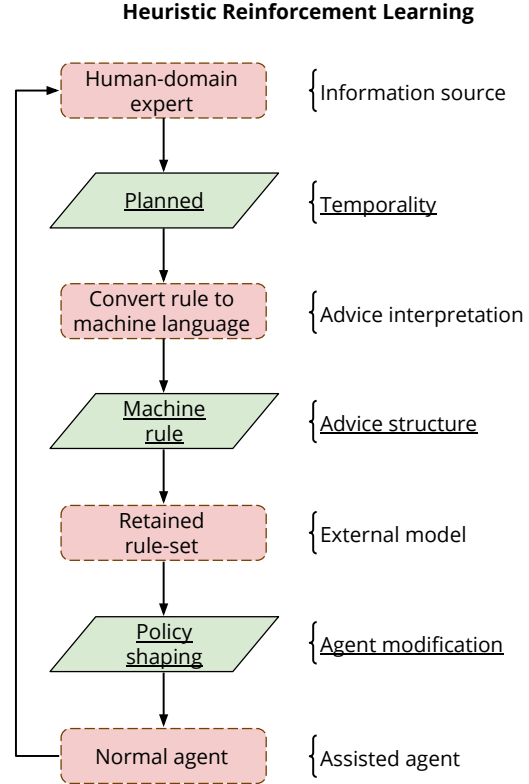 Heuristic Reinforcement Learning
Human-domain
expert
Information source
Planned
Temporality
Convert rule to
machine language
Advice interpretation
Machine
rule
Advice structure
Retained
rule-set
External model
Policy
shaping
Agent modification
Normal agent
Assisted agent